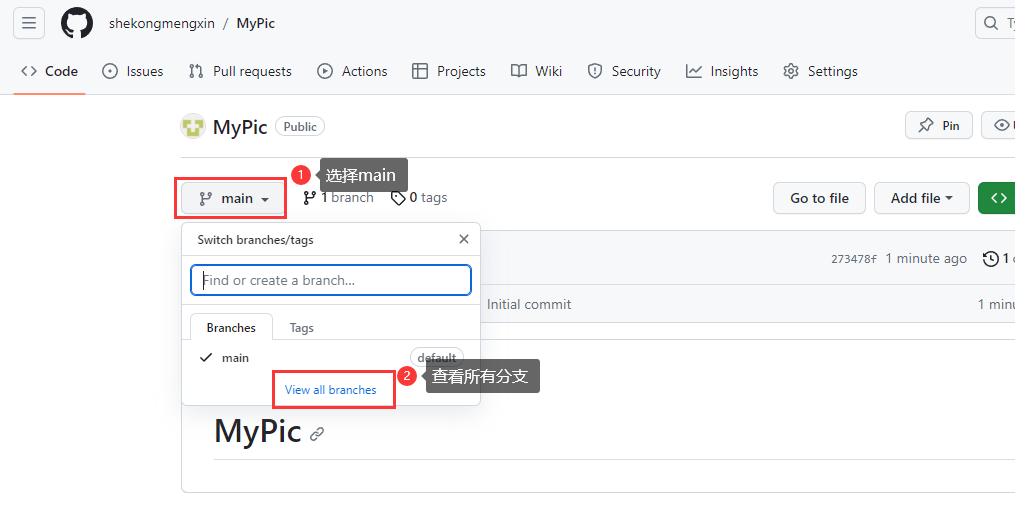 shekongmengxin / MyPic
Code Issues Pull requests Actions Projects Wiki Security Insights Settings
MyPic Public Pin
1 选择main
main 1 branch 0 tags Go to file Add file
Switch branches/tags
273478f 1 minute ago 1
Find or create a branch...
Initial commit
Branches Tags
main default
2 查看所有分支
View all branches
MyPic